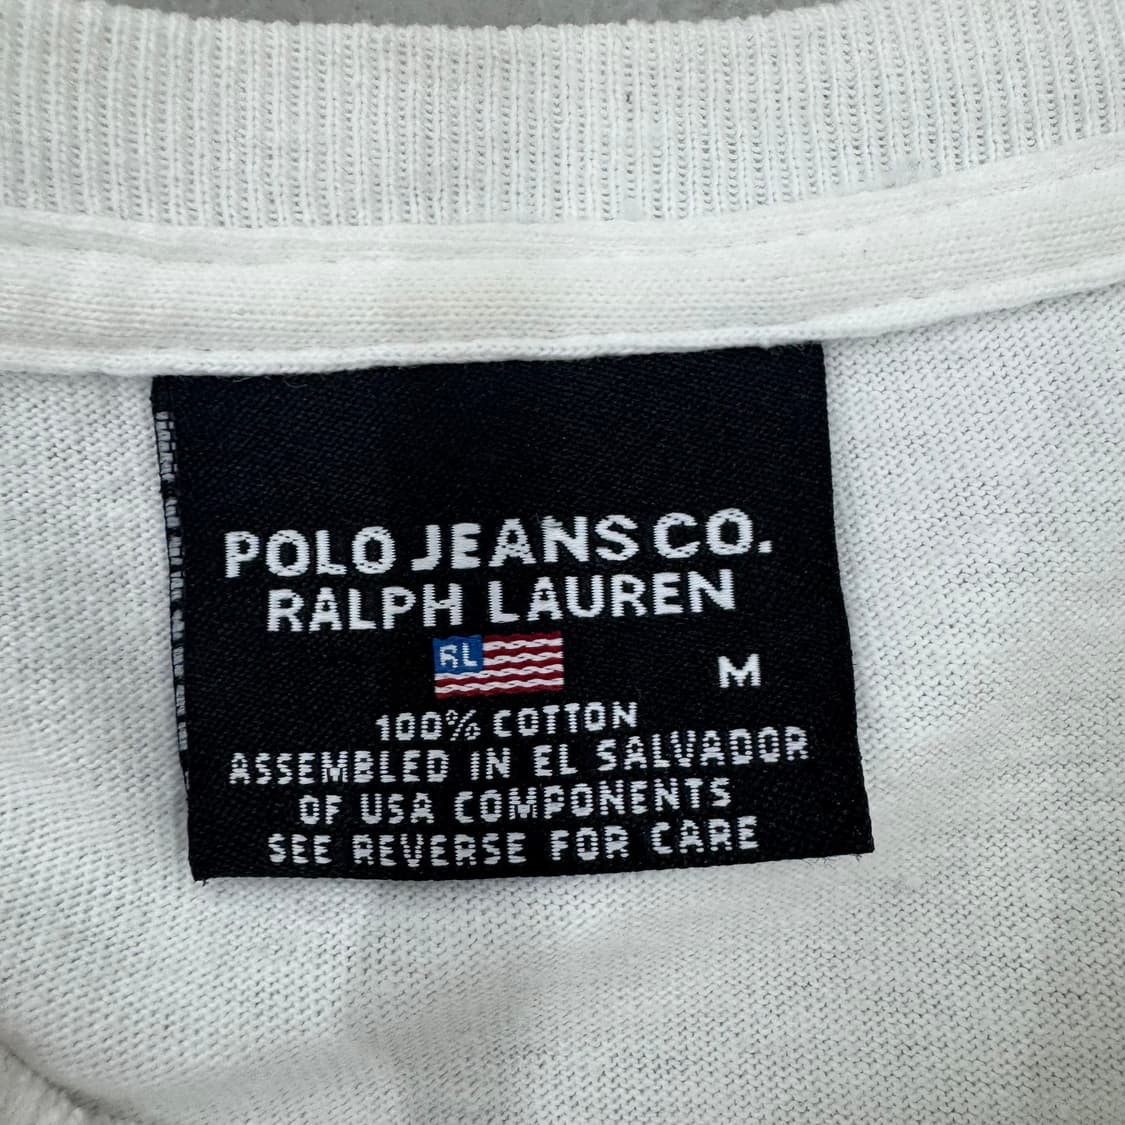 POLO JEANS CO.
RALPH LAUREN
RL
M
100% COTTON
ASSEMBLED IN EL SALVADOR
OF USA COMPONENTS
SEE REVERSE FOR CARE